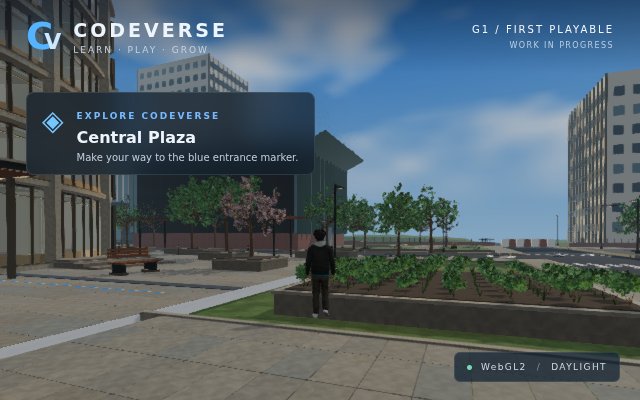 Cv CODEVERSE
LEARN · PLAY · GROW
G1 / FIRST PLAYABLE
WORK IN PROGRESS
EXPLORE CODEVERSE
Central Plaza
Make your way to the blue entrance marker.
WebGL2 / DAYLIGHT